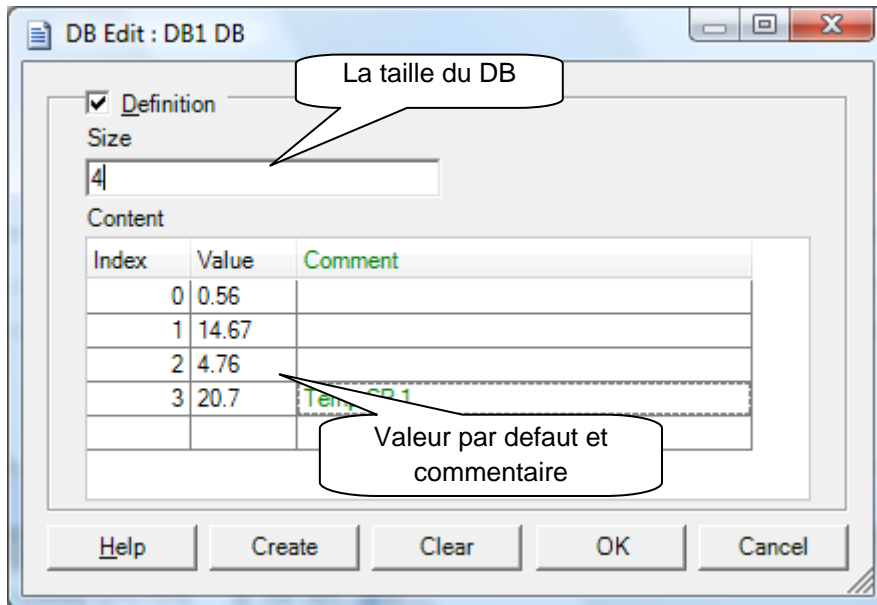 DB Edit : DB1 DB
La taille du DB
Definition
Size
4
Content
Index Value Comment
0 0.56
1 14.67
2 4.76
3 20.7
Valeur par defaut et
commentaire
Help Create Clear OK Cancel